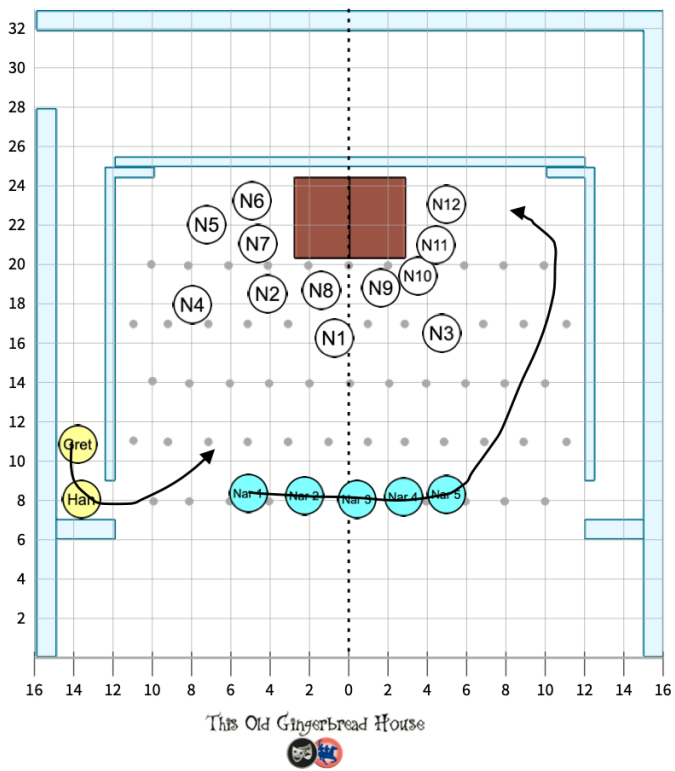 32
30
28
26
24
22
20
18
16
14
12
10
8
6
4
2
N6
N12
N5
N7
N11
N10
N2
N8
N9
N4
N1
N3
Gret
Han
Nar 1
Nar 2
Nar 3
Nar 4
Nar 5
16 14 12 10 8 6 4 2 0 2 4 6 8 10 12 14 16
This Old Gingerbread House